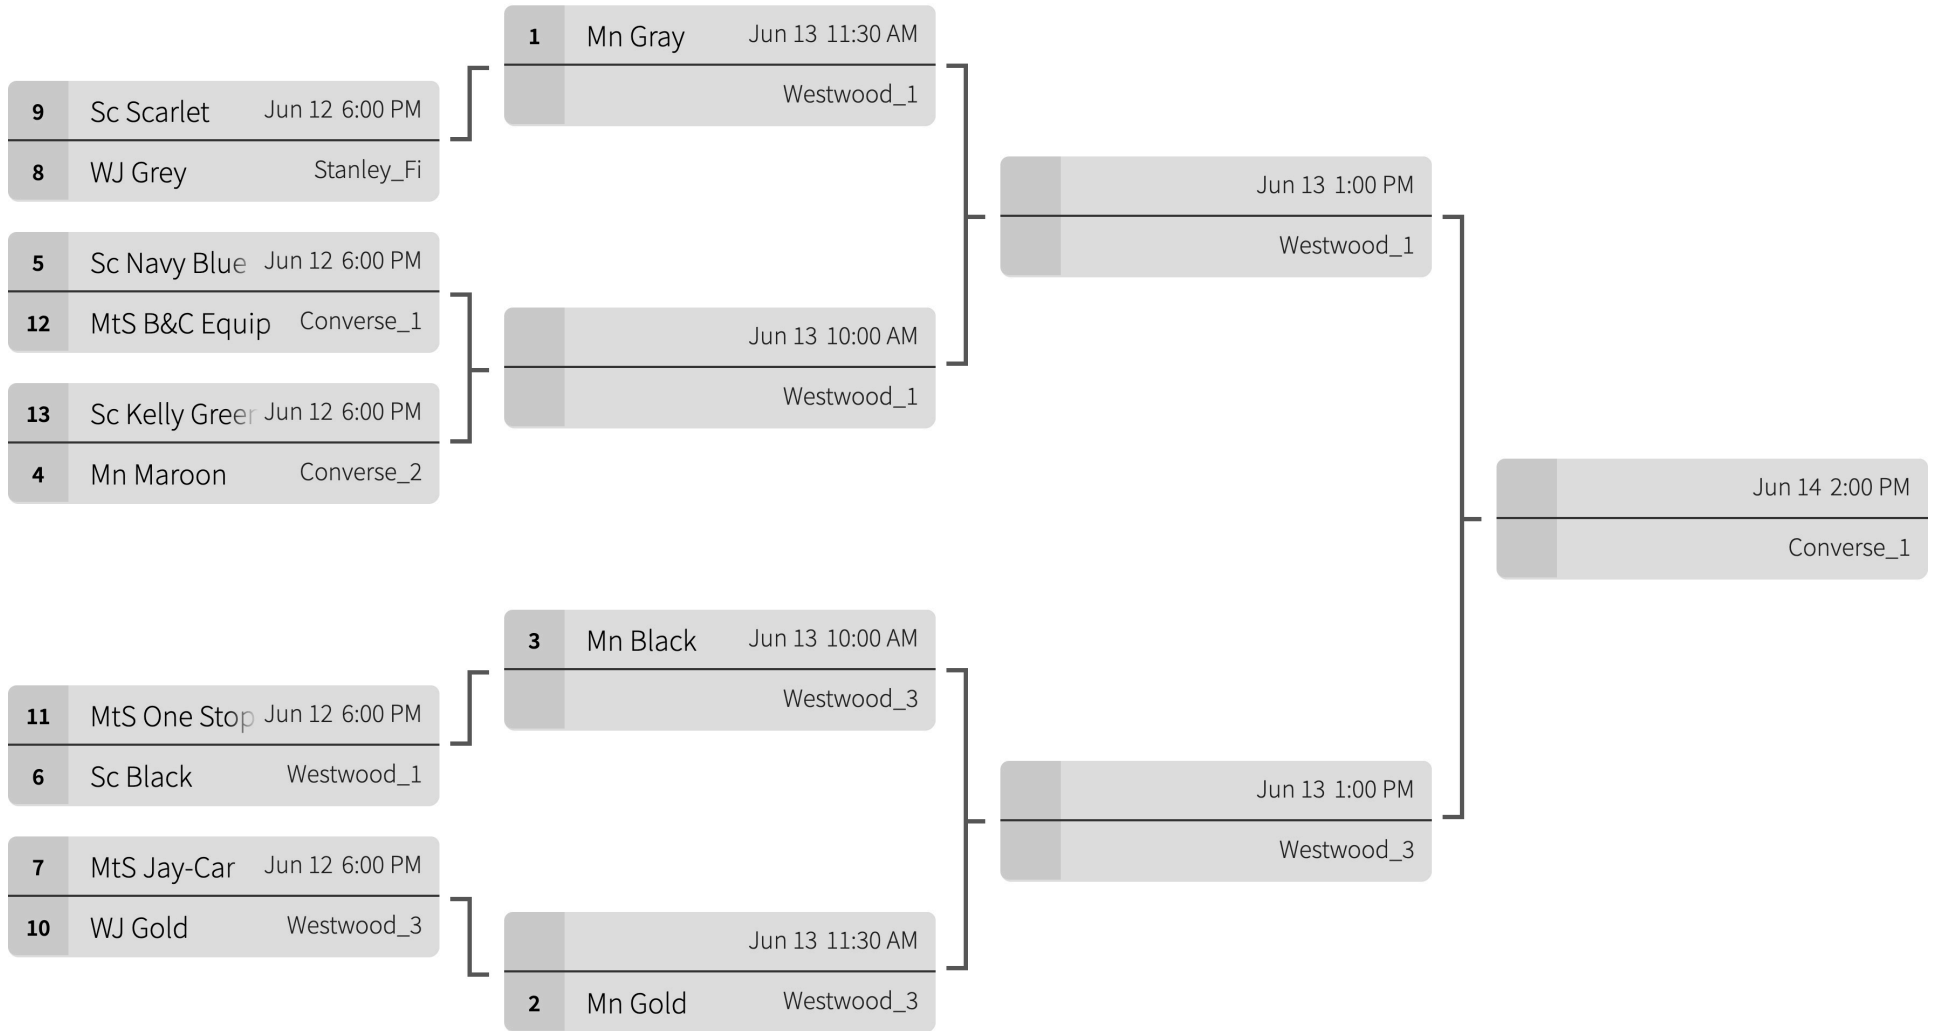 1 Mn Gray Jun 13 11:30 AM
Westwood_1
9 Sc Scarlet Jun 12 6:00 PM
8 WJ Grey Stanley_Fi
5 Sc Navy Blue Jun 12 6:00 PM
12 MtS B&C Equip Converse_1
13 Sc Kelly Green Jun 12 6:00 PM
4 Mn Maroon Converse_2
Jun 13 10:00 AM
Westwood_1
Jun 13 1:00 PM
Westwood_1
3 Mn Black Jun 13 10:00 AM
Westwood_3
11 MtS One Stop Jun 12 6:00 PM
6 Sc Black Westwood_1
7 MtS Jay-Car Jun 12 6:00 PM
10 WJ Gold Westwood_3
Jun 13 11:30 AM
2 Mn Gold Westwood_3
Jun 13 1:00 PM
Westwood_3
Jun 14 2:00 PM
Converse_1